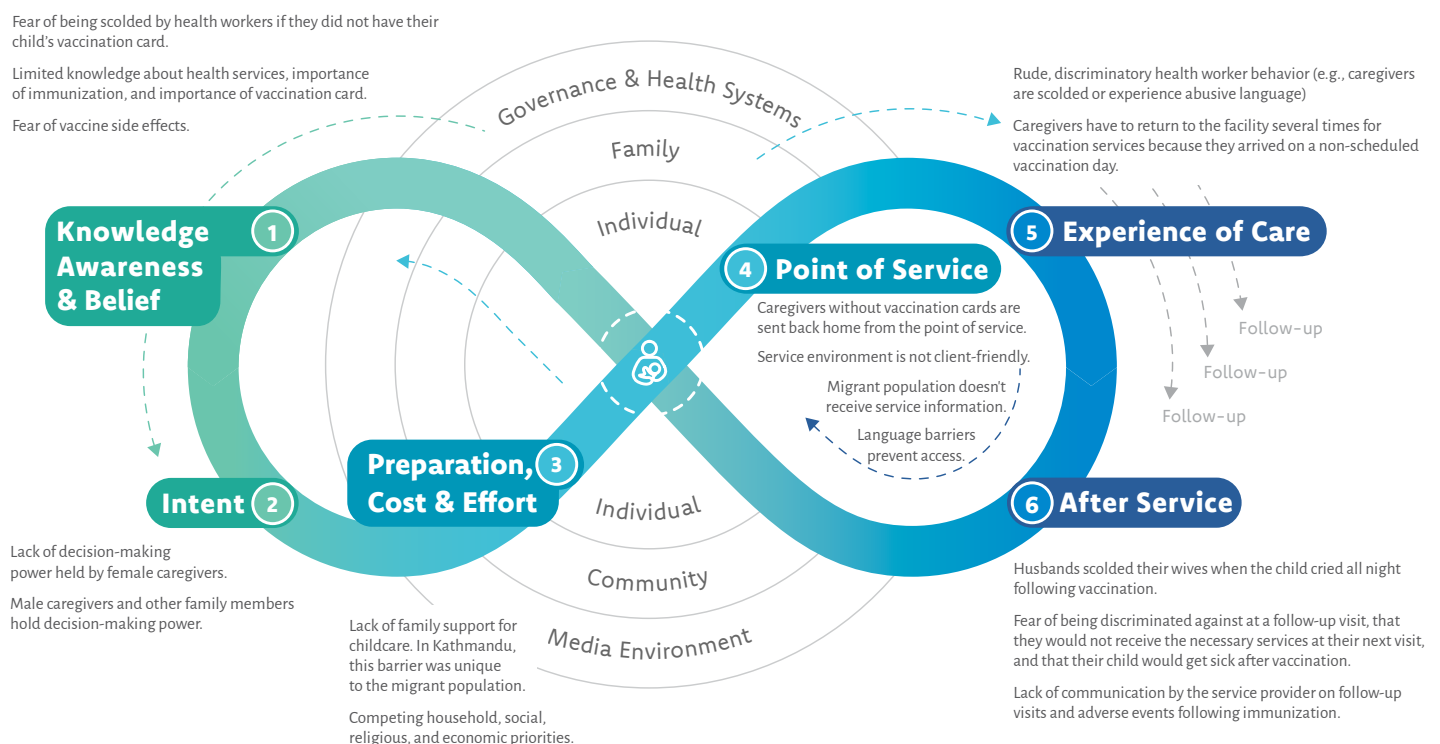 Fear of being scolded by health workers if they did not have their
child's vaccination card.
Limited knowledge about health services, importance
of immunization, and importance of vaccination card.
Fear of vaccine side effects.
Governance & Health Systems
Family
Individual
Rude, discriminatory health worker behavior (e.g., caregivers
are scolded or experience abusive language)
Caregivers have to return to the facility several times for
vaccination services because they arrived on a non-scheduled
vaccination day.
Knowledge 1
Awareness
& Belief
4 Point of Service
Caregivers without vaccination cards are
sent back home from the point of service.
Service environment is not client-friendly.
Migrant population doesn't
receive service information.
Language barriers
prevent access.
5 Experience of Care
Follow-up
Follow-up
Follow-up
Intent 2
Lack of decision-making
power held by female caregivers.
Male caregivers and other family members
hold decision-making power.
Preparation, 3
Cost & Effort
Lack of family support for
childcare. In Kathmandu,
this barrier was unique
to the migrant population.
Competing household, social,
religious, and economic priorities.
Individual
Community
Media Environment
6 After Service
Husbands scolded their wives when the child cried all night
following vaccination.
Fear of being discriminated against at a follow-up visit, that
they would not receive the necessary services at their next visit,
and that their child would get sick after vaccination.
Lack of communication by the service provider on follow-up
visits and adverse events following immunization.